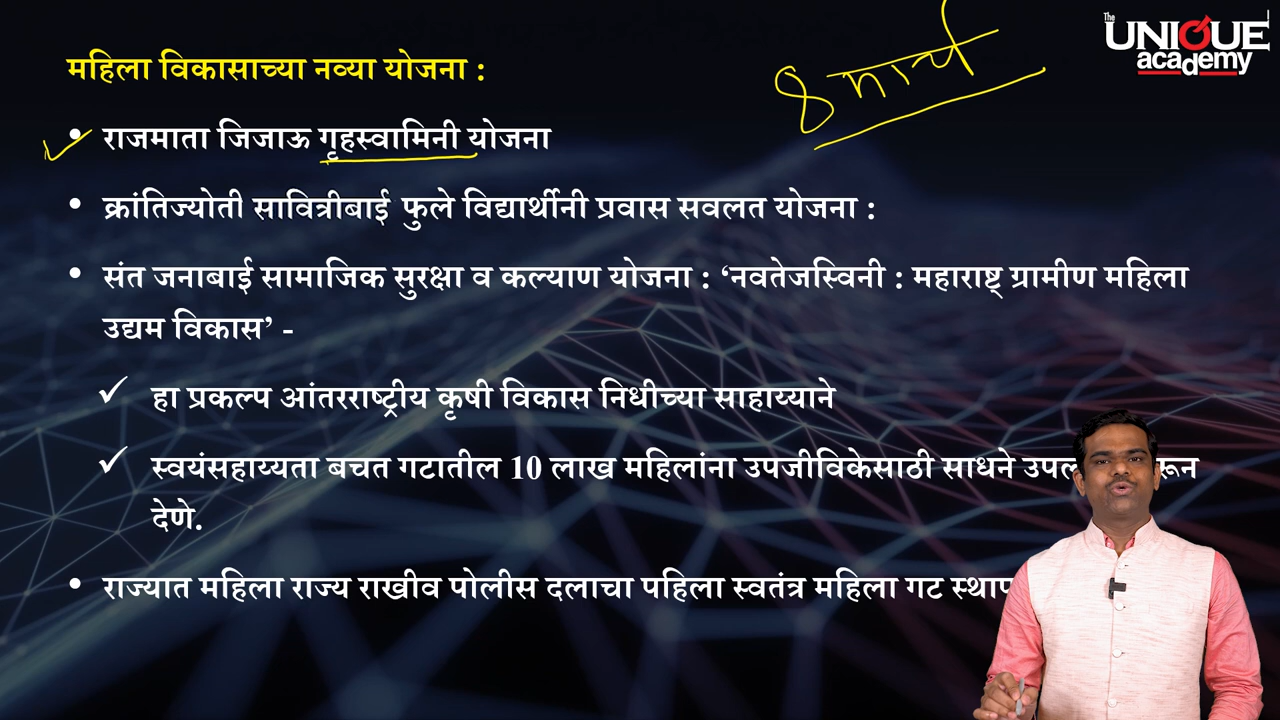 The
UNIQUE
academy
8 मार्च
महिला विकासाच्या नव्या योजना :
• राजमाता जिजाऊ गृहस्वामिनी योजना
• क्रांतिज्योती सावित्रीबाई फुले विद्यार्थीनी प्रवास सवलत योजना :
• संत जनाबाई सामाजिक सुरक्षा व कल्याण योजना : ‘नवतेजस्विनी : महाराष्ट् ग्रामीण महिला
उद्यम विकास’ -
✓ हा प्रकल्प आंतरराष्ट्रीय कृषी विकास निधीच्या साहाय्याने
✓ स्वयंसहाय्यता बचत गटातील 10 लाख महिलांना उपजीविकेसाठी साधने
देणे.
• राज्यात महिला राज्य राखीव पोलीस दलाचा पहिला स्वतंत्र महिला गट